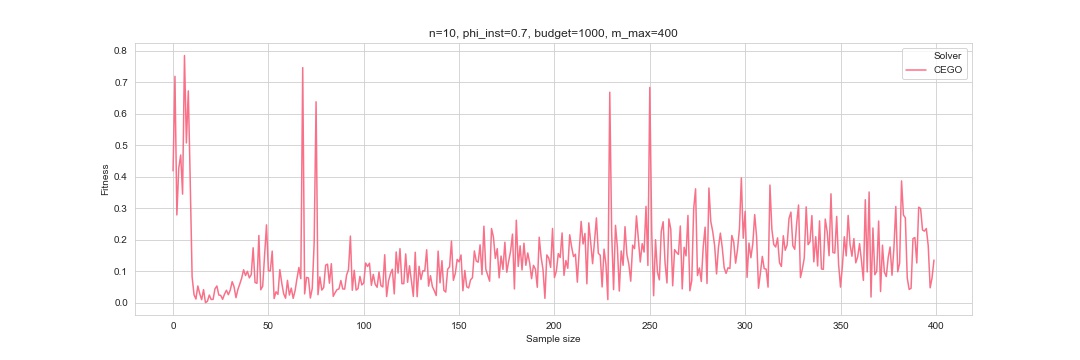 n=10, phi_inst=0.7, budget=1000, m_max=400
Solver
CEGO
Fitness
0.8
0.7
0.6
0.5
0.4
0.3
0.2
0.1
0.0
0 50 100 150 200 250 300 350 400
Sample size